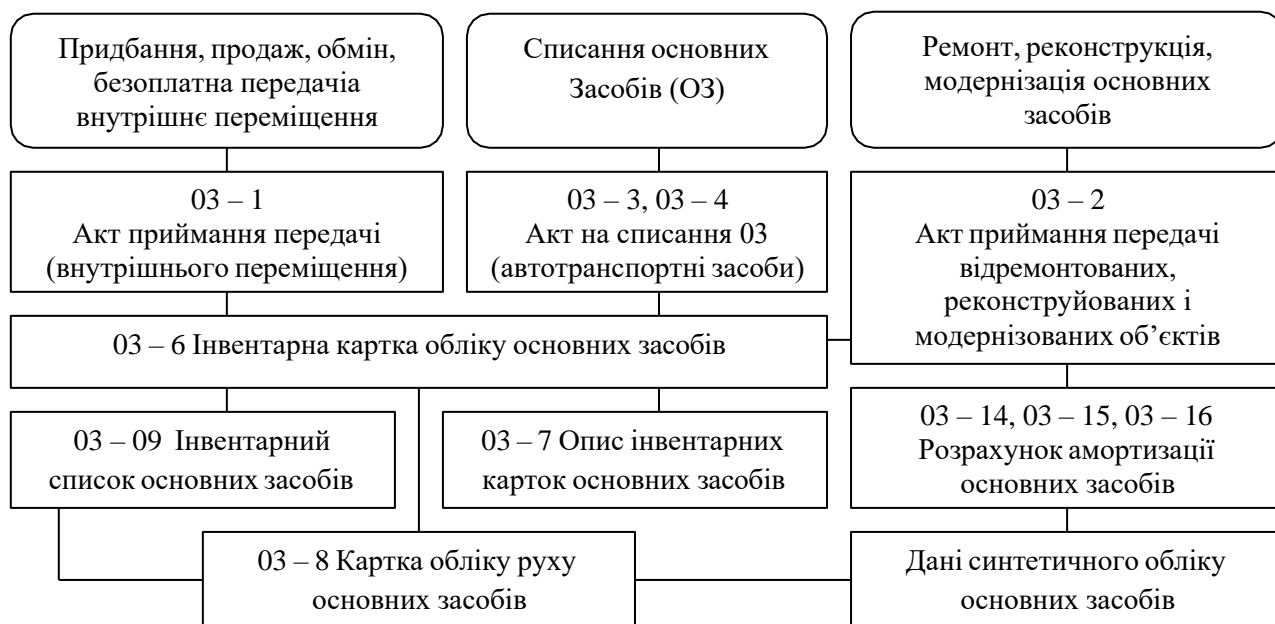 Придбання, продаж, обмін,
безоплатна передачіа
внутрішнє переміщення
Списання основних
Засобів (ОЗ)
Ремонт, реконструкція,
модернізація основних
засобів
03 – 1
Акт приймання передачі
(внутрішнього переміщення)
03 – 3, 03 – 4
Акт на списання 03
(автотранспортні засоби)
03 – 2
Акт приймання передачі
відремонтованих,
реконструйованих і
модернізованих об’єктів
03 – 6 Інвентарна картка обліку основних засобів
03 – 09 Інвентарний
список основних засобів
03 – 7 Опис інвентарних
карток основних засобів
03 – 14, 03 – 15, 03 – 16
Розрахунок амортизації
основних засобів
03 – 8 Картка обліку руху
основних засобів
Дані синтетичного обліку
основних засобів